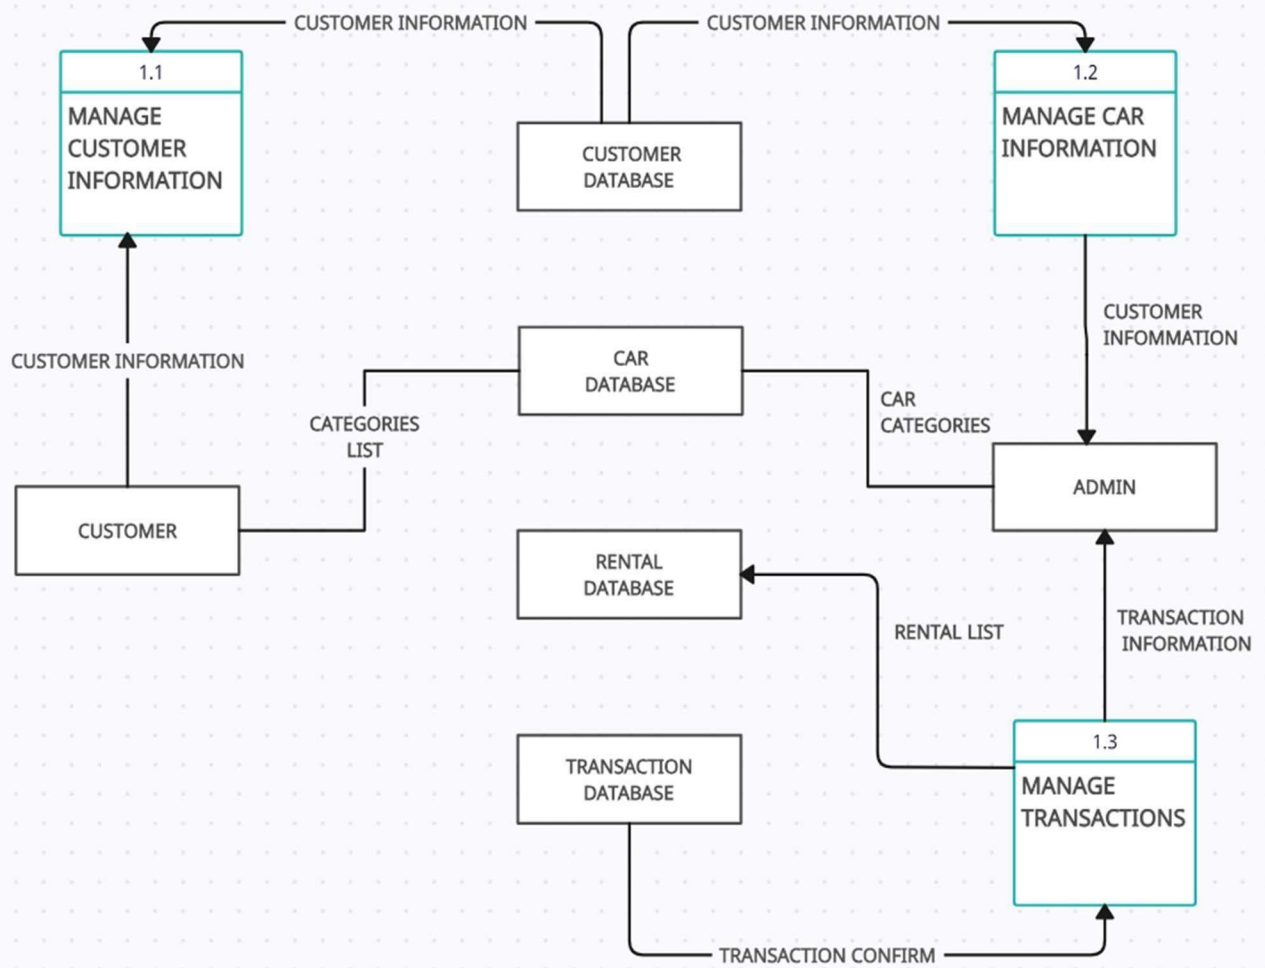 CUSTOMER INFORMATION
CUSTOMER INFORMATION
1.1
MANAGE
CUSTOMER
INFORMATION
CUSTOMER
DATABASE
1.2
MANAGE CAR
INFORMATION
CUSTOMER INFORMATION
CATEGORIES
LIST
CAR
DATABASE
CAR
CATEGORIES
CUSTOMER
INFOMMATION
CUSTOMER
ADMIN
RENTAL
DATABASE
RENTAL LIST
TRANSACTION
INFORMATION
TRANSACTION
DATABASE
1.3
MANAGE
TRANSACTIONS
TRANSACTION CONFIRM